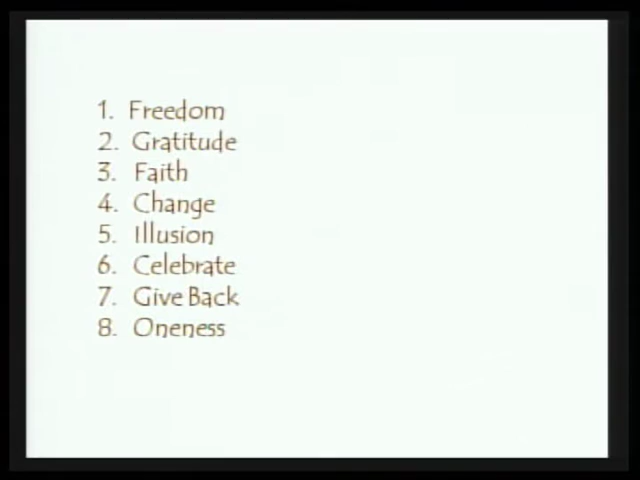 1. Freedom
2. Gratitude
3. Faith
4. Change
5. Illusion
6. Celebrate
7. Give Back
8. Oneness